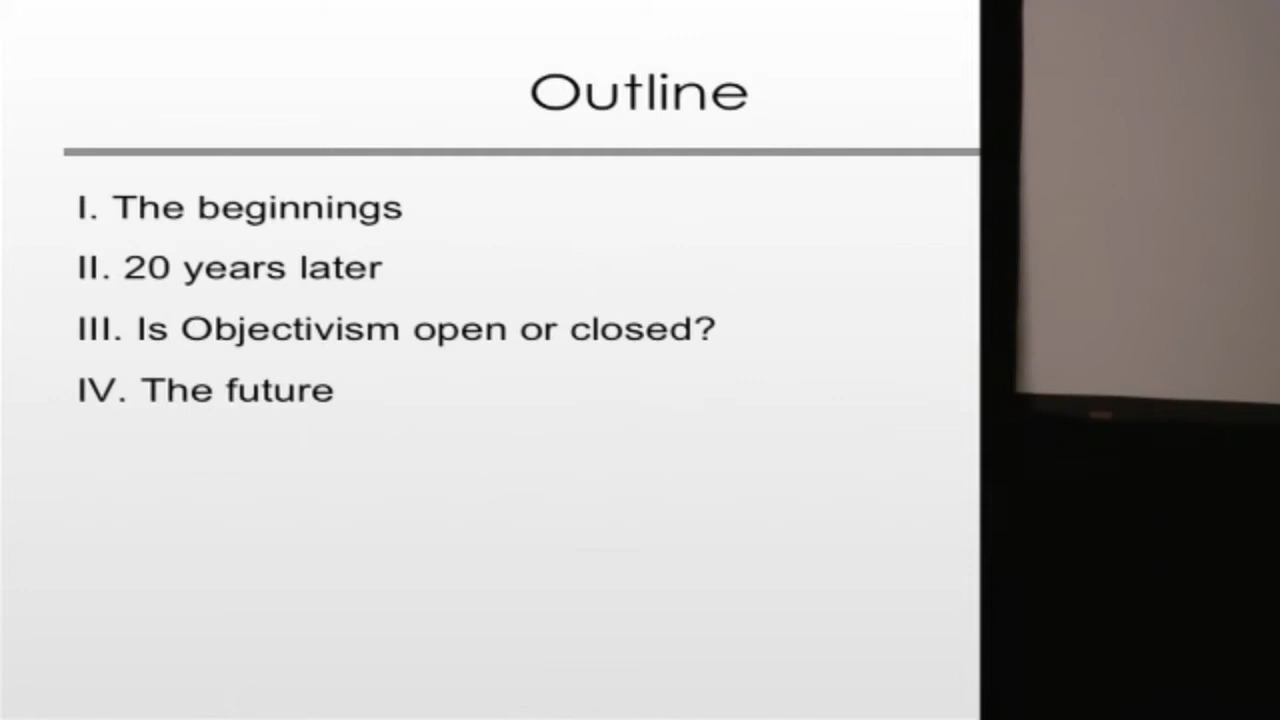 Outline
I. The beginnings
II. 20 years later
III. Is Objectivism open or closed?
IV. The future